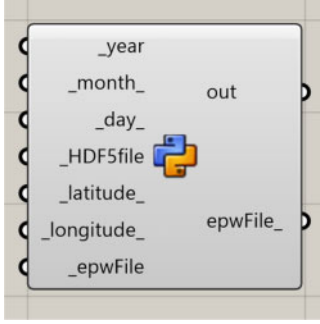 _year
_month_
out
_day_
_HDF5file
_latitude_
_longitude_
epwFile_
_epwFile